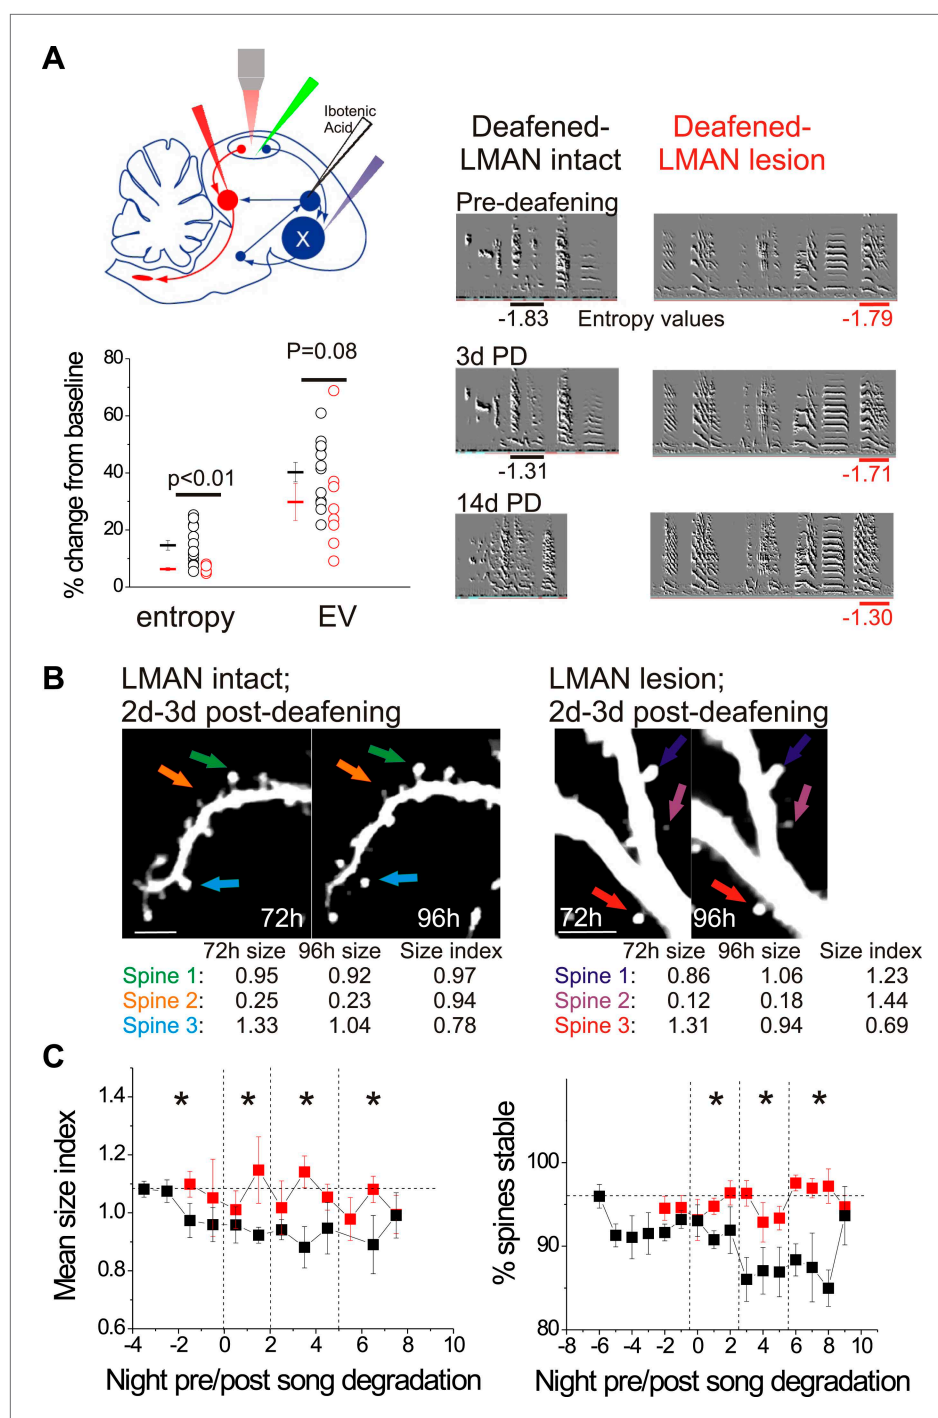 A
Ibotenic
Acid
X
Deafened-
LMAN intact
Deafened-
LMAN lesion
Pre-deafening
-1.83
Entropy values
-1.79
3d PD
-1.31
-1.71
14d PD
-1.30
% change from baseline
80
60
40
20
0
p<0.01
P=0.08
entropy
EV
B
LMAN intact;
2d-3d post-deafening
LMAN lesion;
2d-3d post-deafening
72h
96h
72h
96h
72h size 96h size Size index
Spine 1: 0.95 0.92 0.97
Spine 2: 0.25 0.23 0.94
Spine 3: 1.33 1.04 0.78
72h size 96h size Size index
Spine 1: 0.86 1.06 1.23
Spine 2: 0.12 0.18 1.44
Spine 3: 1.31 0.94 0.69
C
Mean size index
1.4
1.2
1.0
0.8
0.6
* * * *
-4 -2 0 2 4 6 8 10
Night pre/post song degradation
% spines stable
100
90
80
* * *
-8 -6 -4 -2 0 2 4 6 8 10
Night pre/post song degradation